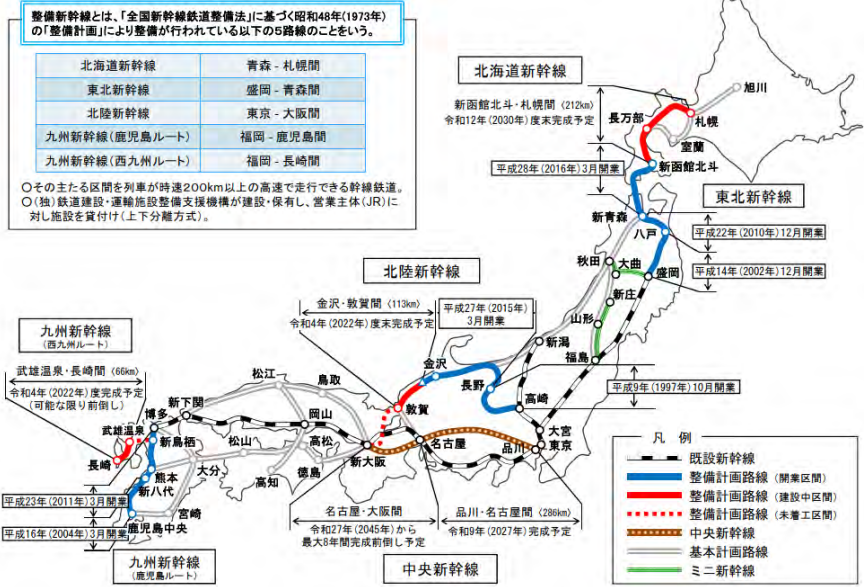 整備新幹線とは、「全国新幹線鉄道整備法」に基づく昭和48年(1973年)
の「整備計画」により整備が行われている以下の5路線のことをいう。
北海道新幹線 青森 - 札幌間
東北新幹線 盛岡 - 青森間
北陸新幹線 東京 - 大阪間
九州新幹線(鹿児島ルート) 福岡 - 鹿児島間
九州新幹線(西九州ルート) 福岡 - 長崎間
○その主たる区間を列車が時速200km以上の高速で走行できる幹線鉄道。
○(独)鉄道建設・運輸施設整備支援機構が建設・保有し、営業主体(JR)に
対し施設を貸付け(上下分離方式)。
北海道新幹線
新函館北斗・札幌間 〈212km〉
令和12年(2030年)度末完成予定
旭川
長万部
札幌
室蘭
平成28年(2016年)3月開業
新函館北斗
東北新幹線
新青森
八戸
平成22年(2010年)12月開業
秋田
大曲
盛岡
平成14年(2002年)12月開業
新庄
山形
福島
北陸新幹線
金沢・敦賀間 〈113km〉
令和4年(2022年)度末完成予定
平成27年(2015年)
3月開業
新潟
金沢
長野
高崎
平成9年(1997年)10月開業
敦賀
大宮
東京
品川
名古屋
新大阪
九州新幹線
(西九州ルート)
武雄温泉・長崎間 〈66km〉
令和4年(2022年)度完成予定
(可能な限り前倒し)
松江
鳥取
新下関
博多
岡山
武雄温泉
新鳥栖
松山
高松
長崎
大分
徳島
高知
熊本
新八代
平成23年(2011年)3月開業
宮崎
鹿児島中央
平成16年(2004年)3月開業
九州新幹線
(鹿児島ルート)
名古屋・大阪間
令和27年(2045年)から
最大8年間完成前倒し予定
品川・名古屋間 〈286km〉
令和9年(2027年)完成予定
中央新幹線
凡 例
既設新幹線
整備計画路線 (開業区間)
整備計画路線 (建設中区間)
整備計画路線 (未着工区間)
中央新幹線
基本計画路線
ミニ新幹線